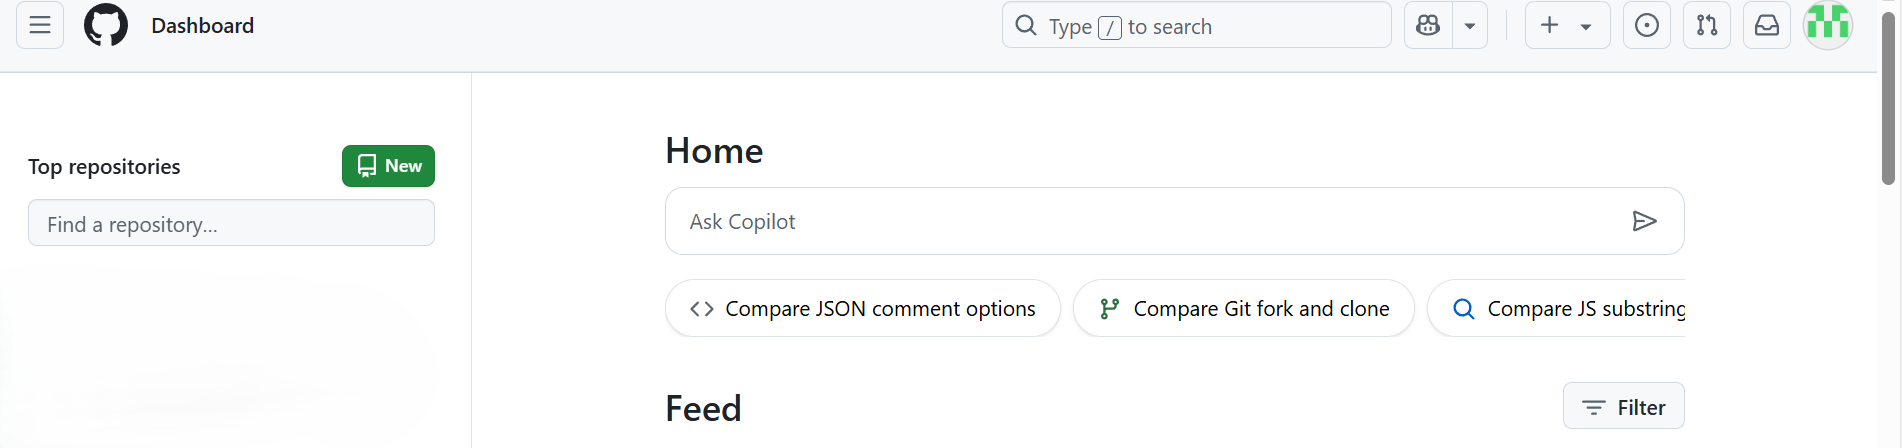 Dashboard
Type / to search
Top repositories
New
Find a repository...
Home
Ask Copilot
Compare JSON comment options
Compare Git fork and clone
Compare JS substring
Feed
Filter